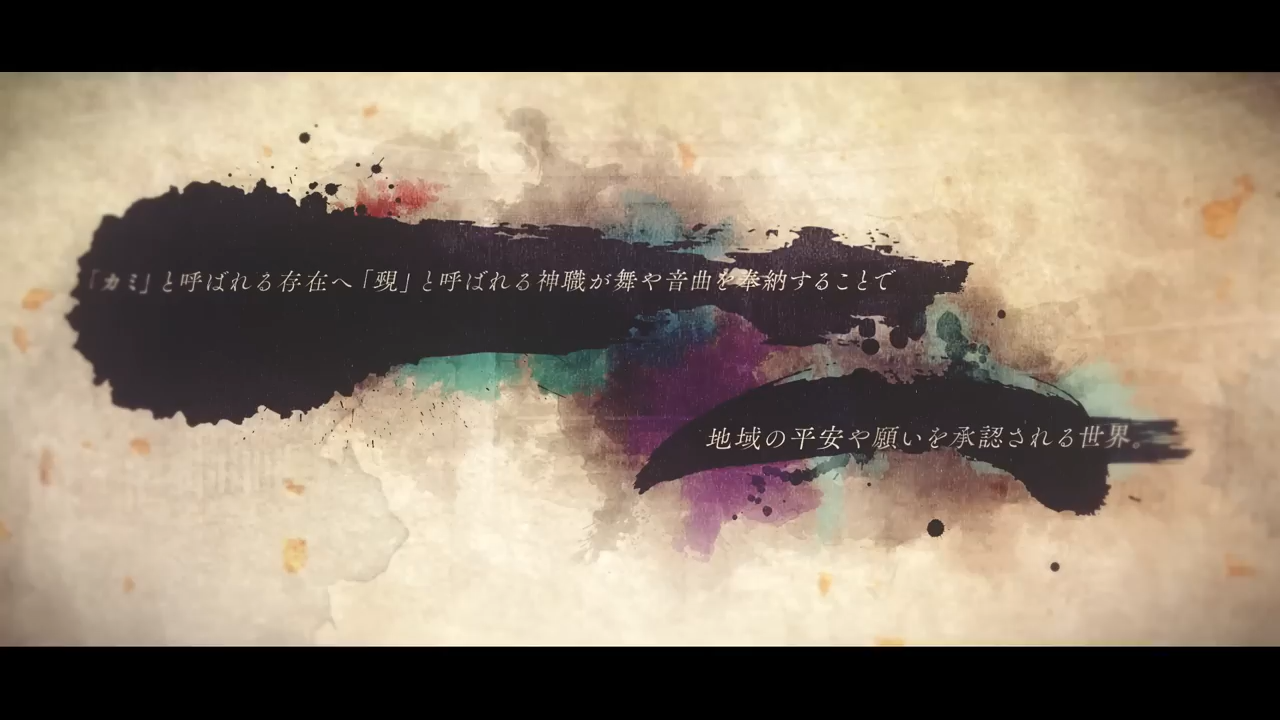 「カミ」と呼ばれる存在へ「覡」と呼ばれる神職が舞や音曲を奉納することで
地域の平安や願いを承認される世界。